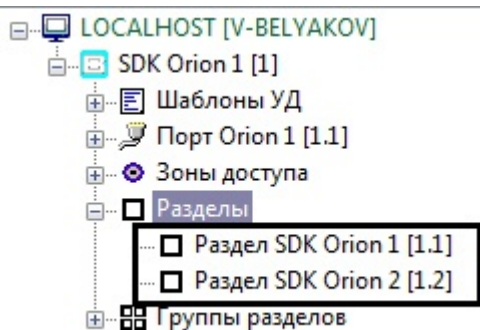 LOCALHOST [V-BELYAKOV]
SDK Orion 1 [1]
Шаблоны УД
Порт Orion 1 [1.1]
Зоны доступа
Разделы
Раздел SDK Orion 1 [1.1]
Раздел SDK Orion 2 [1.2]
Группы разделов